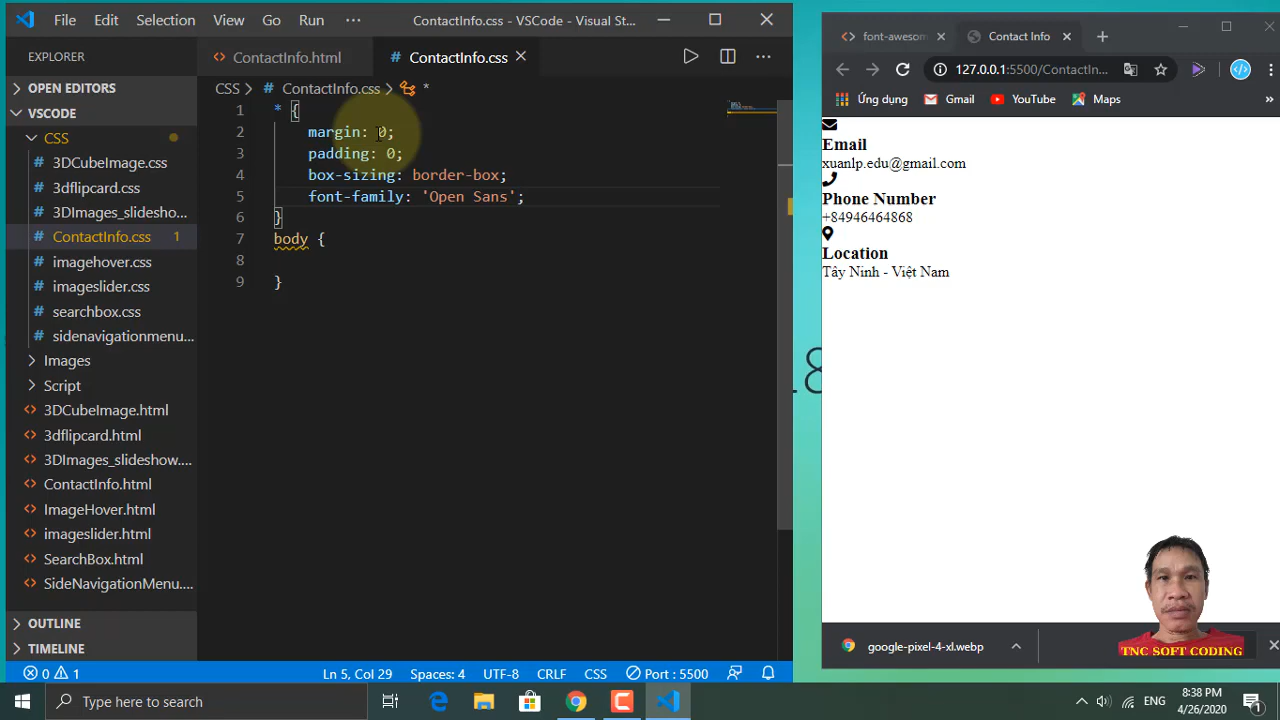 File Edit Selection View Go Run ··· ContactInfo.css - VSCode - Visual St...
EXPLORER
OPEN EDITORS
VSCODE
CSS
3DCubeImage.css
3dflipcard.css
3DImages_slidesho...
ContactInfo.css 1
imagehover.css
imageslider.css
searchbox.css
sidenavigationmenu...
Images
Script
3DCubeImage.html
3dflipcard.html
3DImages_slideshow....
ContactInfo.html
ImageHover.html
imageslider.html
SearchBox.html
SideNavigationMenu....
OUTLINE
TIMELINE
ContactInfo.html
# ContactInfo.css
CSS > # ContactInfo.css > *
1 * {
2 margin: 0;
3 padding: 0;
4 box-sizing: border-box;
5 font-family: 'Open Sans';
6 }
7 body {
8
9 }
0 1 Ln 5, Col 29 Spaces: 4 UTF-8 CRLF CSS Port : 5500
font-awesom
Contact Info
127.0.0.1:5500/ContactIn...
Ứng dụng Gmail YouTube Maps »
Email
xuanlp.edu@gmail.com
Phone Number
+84946464868
Location
Tây Ninh - Việt Nam
TNC SOFT CODING
google-pixel-4-xl.webp
Type here to search
ENG
8:38 PM
4/26/2020
1